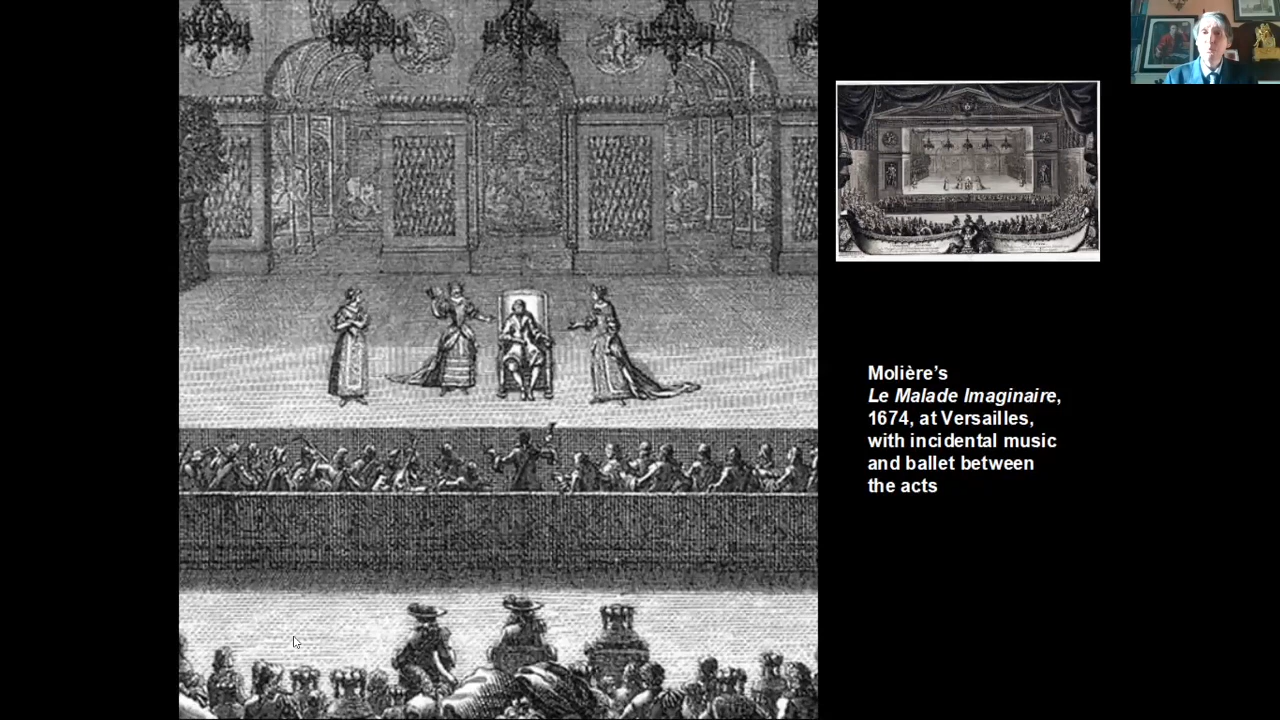 Molière’s
Le Malade Imaginaire,
1674, at Versailles,
with incidental music
and ballet between
the acts